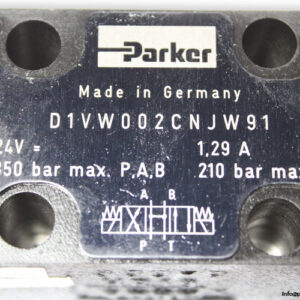 Parker
Made in Germany
D1VW002CNJW91
24V = 1,29 A
350 bar max. P,A,B 210 bar max
A B
P T